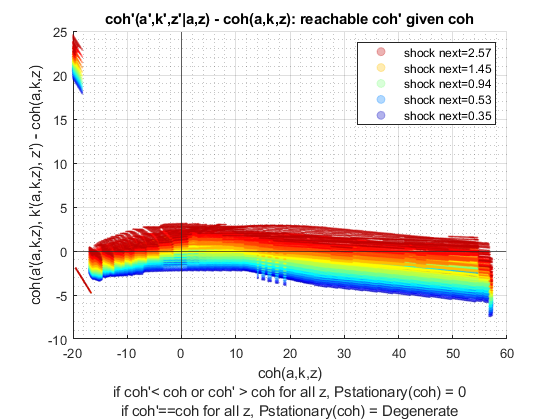 coh'(a',k',z'|a,z) - coh(a,k,z): reachable coh' given coh
25
20
15
10
5
0
-5
-10
coh(a'(a,k,z), k'(a,k,z), z') - coh(a,k,z)
shock next=2.57
shock next=1.45
shock next=0.94
shock next=0.53
shock next=0.35
-20 -10 0 10 20 30 40 50 60
coh(a,k,z)
if coh'< coh or coh' > coh for all z, Pstationary(coh) = 0
if coh'==coh for all z, Pstationary(coh) = Degenerate